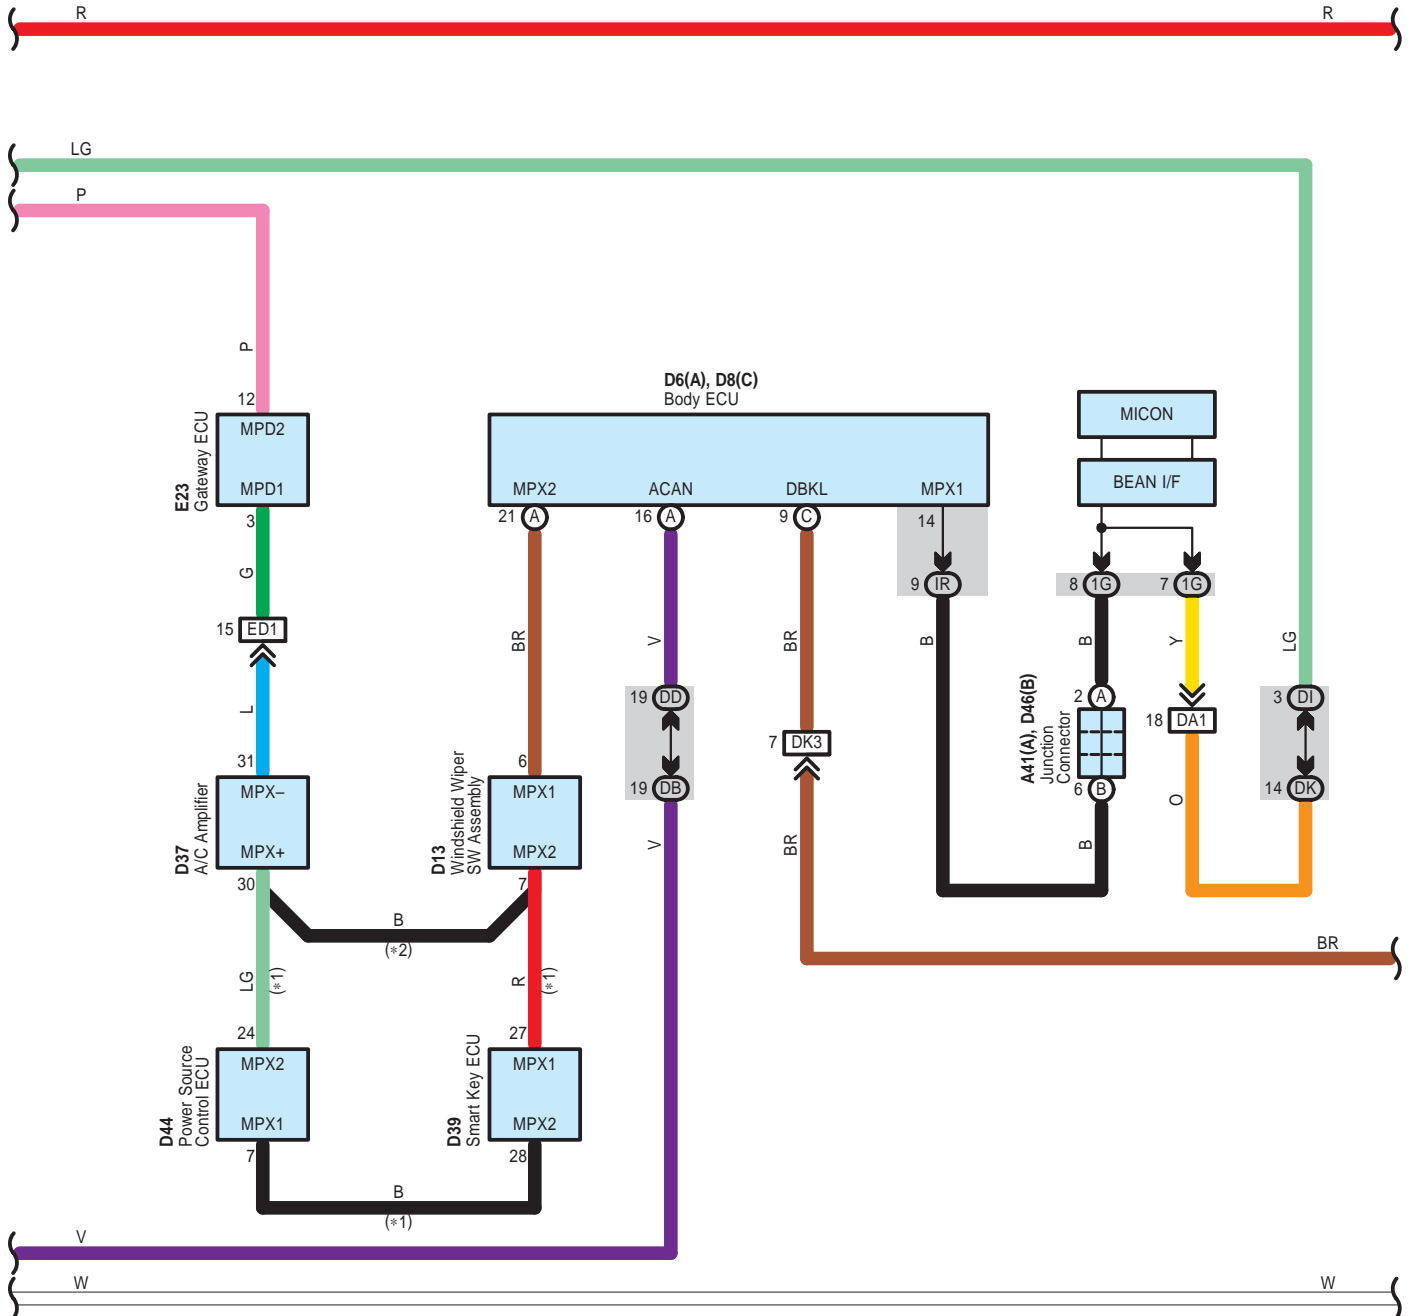 R
R
LG
P
P
12
MPD2
MPD1
E23
Gateway ECU
3
G
15 ED1
L
31
MPX–
MPX+
D37
A/C Amplifier
30
B
(*2)
LG
(*1)
24
MPX2
MPX1
D44
Power Source
Control ECU
7
B
(*1)
D6(A), D8(C)
Body ECU
MPX2
ACAN
DBKL
MPX1
21 A
16 A
9 C
14
9 IR
BR
V
BR
B
6
MPX1
MPX2
D13
Windshield Wiper
SW Assembly
7
R
(*1)
27
MPX1
MPX2
D39
Smart Key ECU
28
19 DD
19 DB
V
7 DK3
BR
BR
MICON
BEAN I/F
8 1G
7 1G
B
Y
2 A
A41(A), D46(B)
Junction
Connector
6 B
B
18 DA1
O
LG
3 DI
14 DK
V
W
W